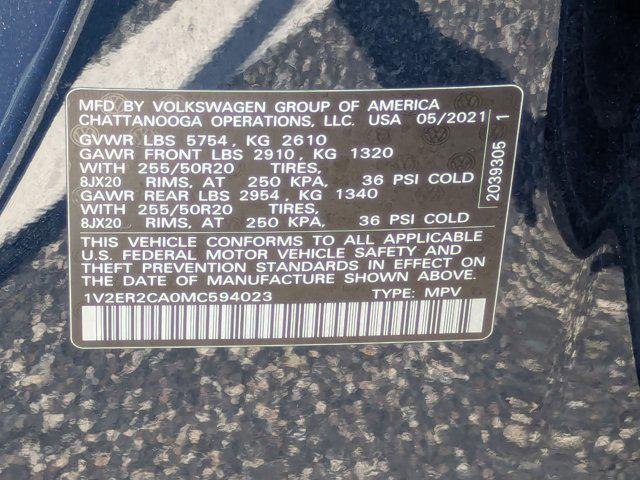 MFD BY VOLKSWAGEN GROUP OF AMERICA
CHATTANOOGA OPERATIONS, LLC. USA 05/2021
GVWR LBS 5754, KG 2610
GAWR FRONT LBS 2910, KG 1320
WITH 255/50R20 TIRES,
8JX20 RIMS, AT 250 KPA, 36 PSI COLD
GAWR REAR LBS 2954, KG 1340
WITH 255/50R20 TIRES,
8JX20 RIMS, AT 250 KPA, 36 PSI COLD
THIS VEHICLE CONFORMS TO ALL APPLICABLE
U.S. FEDERAL MOTOR VEHICLE SAFETY AND
THEFT PREVENTION STANDARDS IN EFFECT ON
THE DATE OF MANUFACTURE SHOWN ABOVE.
1V2ER2CA0MC594023 TYPE: MPV
2039305 1